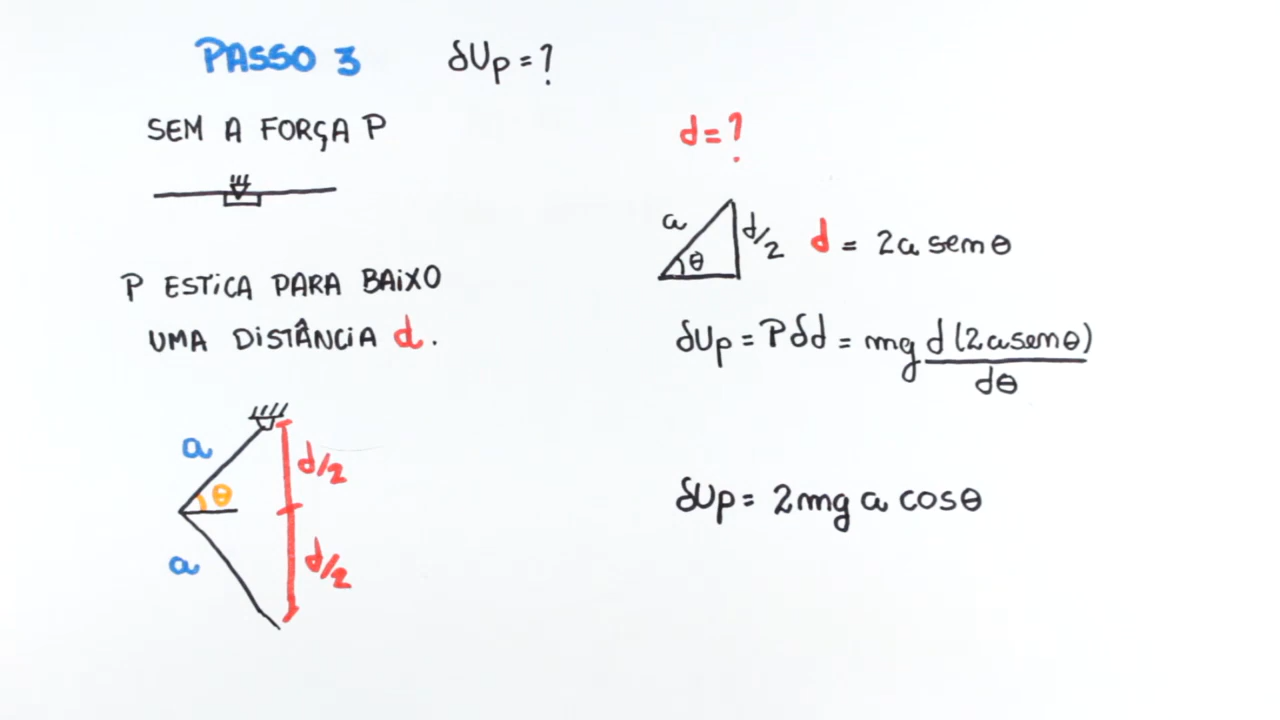 PASSO 3
δUp = ?
SEM A FORÇA P
P ESTICA PARA BAIXO
UMA DISTÂNCIA d.
a
θ
a
d/2
d/2
d = ?
a
θ
d/2
d = 2a senθ
δUp = Pδd = mg d(2a senθ)
dθ
δUp = 2mg a cosθ